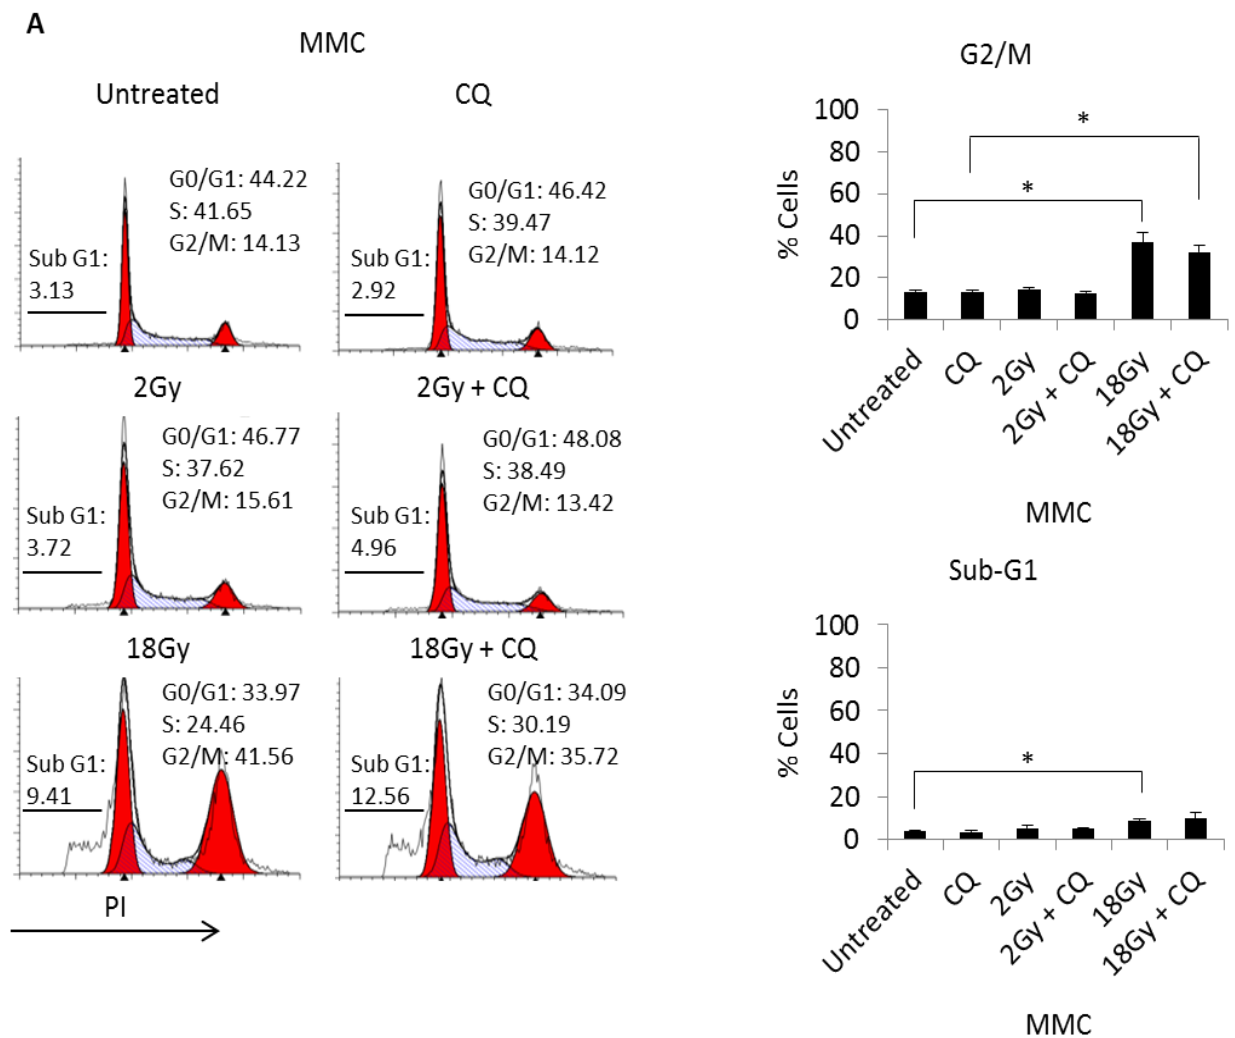 A
MMC
Untreated
G0/G1: 44.22
S: 41.65
G2/M: 14.13
Sub G1:
3.13
CQ
G0/G1: 46.42
S: 39.47
G2/M: 14.12
Sub G1:
2.92
2Gy
G0/G1: 46.77
S: 37.62
G2/M: 15.61
Sub G1:
3.72
2Gy + CQ
G0/G1: 48.08
S: 38.49
G2/M: 13.42
Sub G1:
4.96
18Gy
G0/G1: 33.97
S: 24.46
G2/M: 41.56
Sub G1:
9.41
18Gy + CQ
G0/G1: 34.09
S: 30.19
G2/M: 35.72
Sub G1:
12.56
PI
G2/M
% Cells
100
80
60
40
20
0
*
*
Untreated
CQ
2Gy
2Gy + CQ
18Gy
18Gy + CQ
MMC
Sub-G1
% Cells
100
80
60
40
20
0
*
Untreated
CQ
2Gy
2Gy + CQ
18Gy
18Gy + CQ
MMC